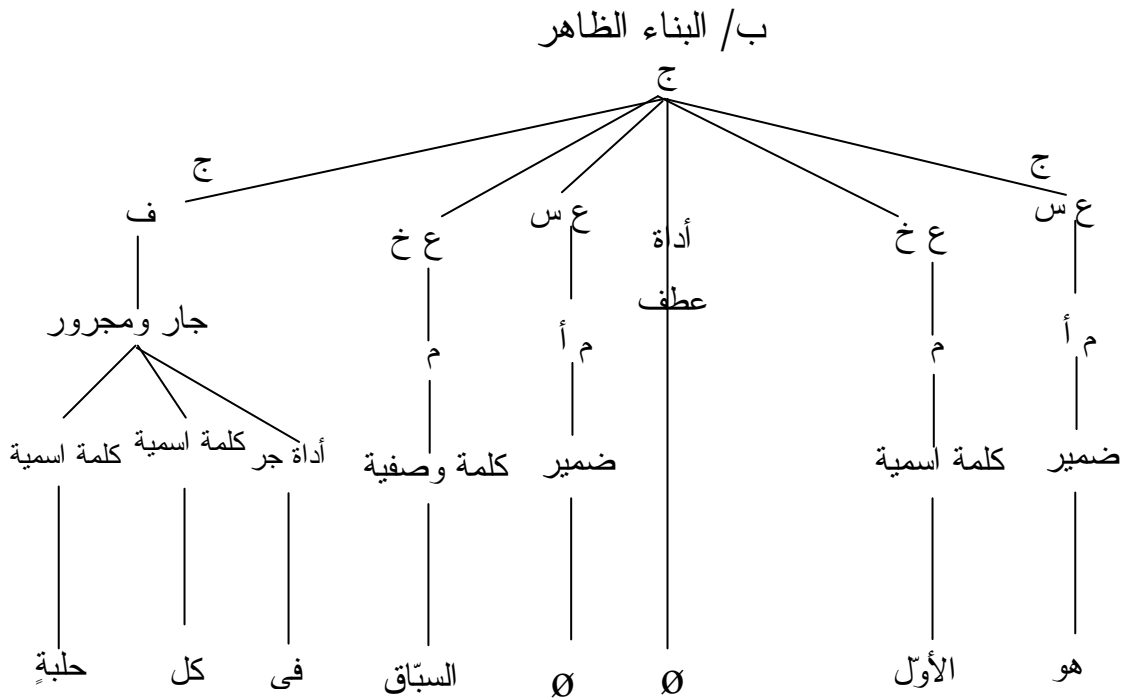 ب/ البناء الظاهر
ج
ج ج
ع س ع خ أداة ع س ع خ ف
عطف
م أ م م أ م جار ومجرور
ضمير كلمة اسمية ضمير كلمة وصفية أداة جر كلمة اسمية كلمة اسمية
هو الأوّل Ø Ø السبّاق في كل حلبةٍ